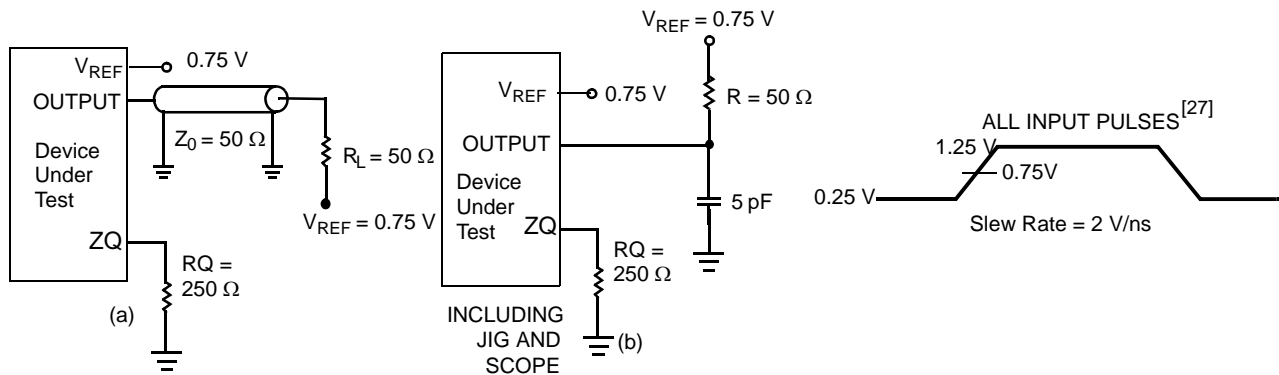 V_REF
0.75 V
OUTPUT
Z_0 = 50 Ω
Device
Under
Test
R_L = 50 Ω
V_REF = 0.75 V
ZQ
RQ =
250 Ω
(a)
V_REF = 0.75 V
V_REF
0.75 V
R = 50 Ω
OUTPUT
Device
Under
Test
5 pF
ZQ
RQ =
250 Ω
INCLUDING
JIG AND
SCOPE
(b)
ALL INPUT PULSES[27]
1.25 V
0.75V
0.25 V
Slew Rate = 2 V/ns